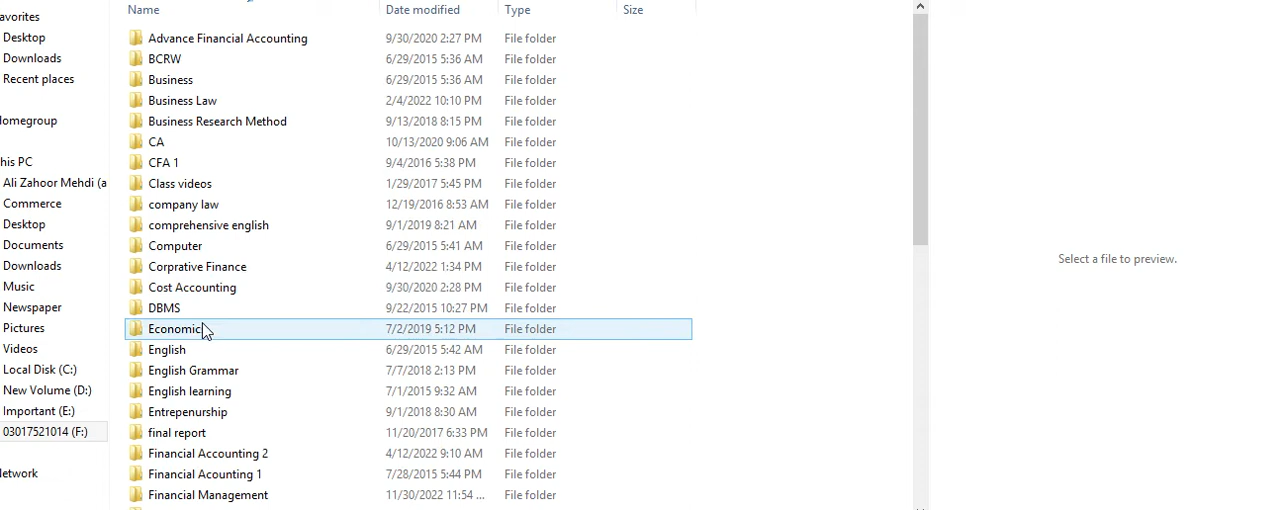 Name Date modified Type Size
avorites
Desktop
Downloads
Recent places
omegroup
his PC
Ali Zahoor Mehdi (a
Commerce
Desktop
Documents
Downloads
Music
Newspaper
Pictures
Videos
Local Disk (C:)
New Volume (D:)
Important (E:)
03017521014 (F:)
etwork
Advance Financial Accounting 9/30/2020 2:27 PM File folder
BCRW 6/29/2015 5:36 AM File folder
Business 6/29/2015 5:36 AM File folder
Business Law 2/4/2022 10:10 PM File folder
Business Research Method 9/13/2018 8:15 PM File folder
CA 10/13/2020 9:06 AM File folder
CFA 1 9/4/2016 5:38 PM File folder
Class videos 1/29/2017 5:45 PM File folder
company law 12/19/2016 8:53 AM File folder
comprehensive english 9/1/2019 8:21 AM File folder
Computer 6/29/2015 5:41 AM File folder
Corprative Finance 4/12/2022 1:34 PM File folder
Cost Accounting 9/30/2020 2:28 PM File folder
DBMS 9/22/2015 10:27 PM File folder
Economic 7/2/2019 5:12 PM File folder
English 6/29/2015 5:42 AM File folder
English Grammar 7/7/2018 2:13 PM File folder
English learning 7/1/2015 9:32 AM File folder
Entrepenurship 9/1/2018 8:30 AM File folder
final report 11/20/2017 6:33 PM File folder
Financial Accounting 2 4/12/2022 9:10 AM File folder
Financial Acounting 1 7/28/2015 5:44 PM File folder
Financial Management 11/30/2022 11:54 ... File folder
Select a file to preview.